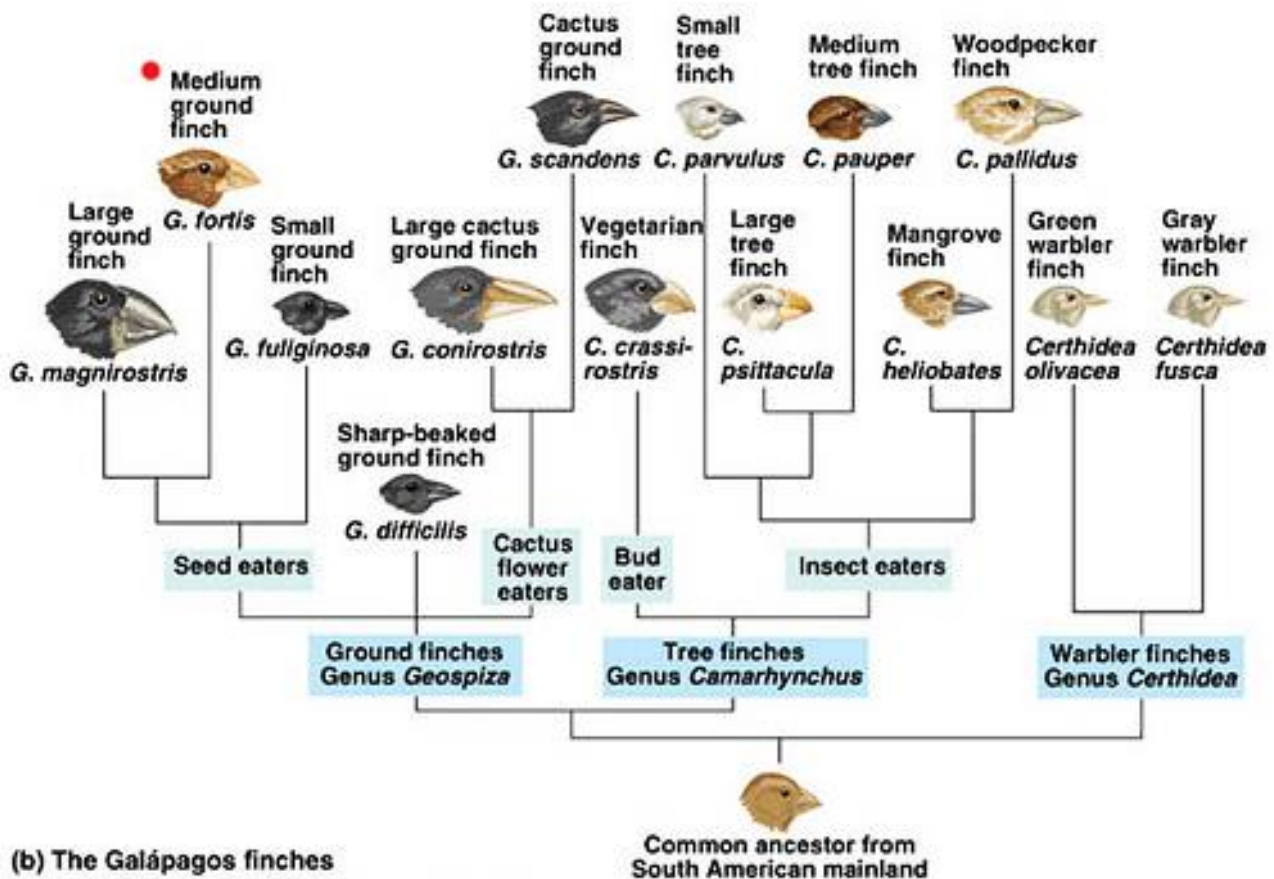 Cactus
ground
finch
G. scandens
Small
tree
finch
C. parvulus
Medium
tree finch
C. pauper
Woodpecker
finch
C. pallidus
Medium
ground
finch
G. fortis
Large
ground
finch
G. magnirostris
Small
ground
finch
G. fuliginosa
Large cactus
ground finch
G. conirostris
Vegetarian
finch
C. crassi-
rostris
Large
tree
finch
C.
psittacula
Mangrove
finch
C.
heliobates
Green
warbler
finch
Certhidea
olivacea
Gray
warbler
finch
Certhidea
fusca
Sharp-beaked
ground finch
G. difficilis
Seed eaters
Cactus
flower
eaters
Bud
eater
Insect eaters
Ground finches
Genus Geospiza
Tree finches
Genus Camarhynchus
Warbler finches
Genus Certhidea
Common ancestor from
South American mainland
(b) The Galápagos finches